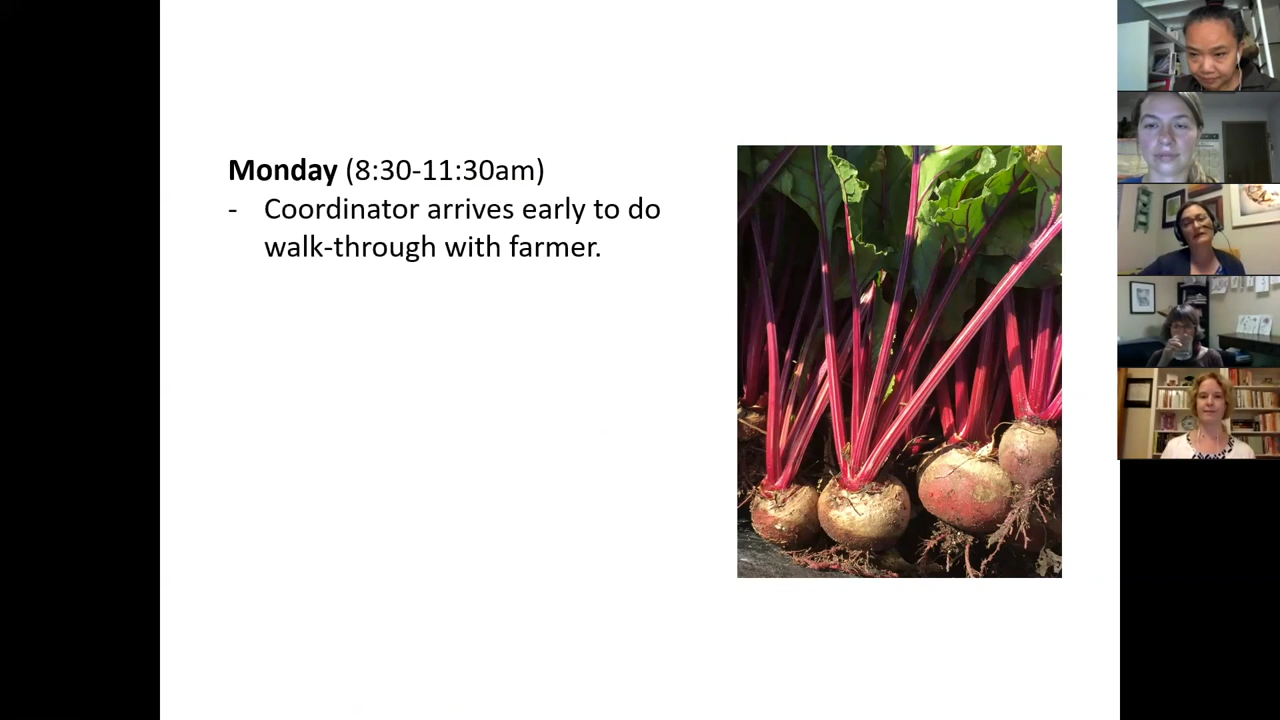 Monday (8:30-11:30am)
- Coordinator arrives early to do
walk-through with farmer.